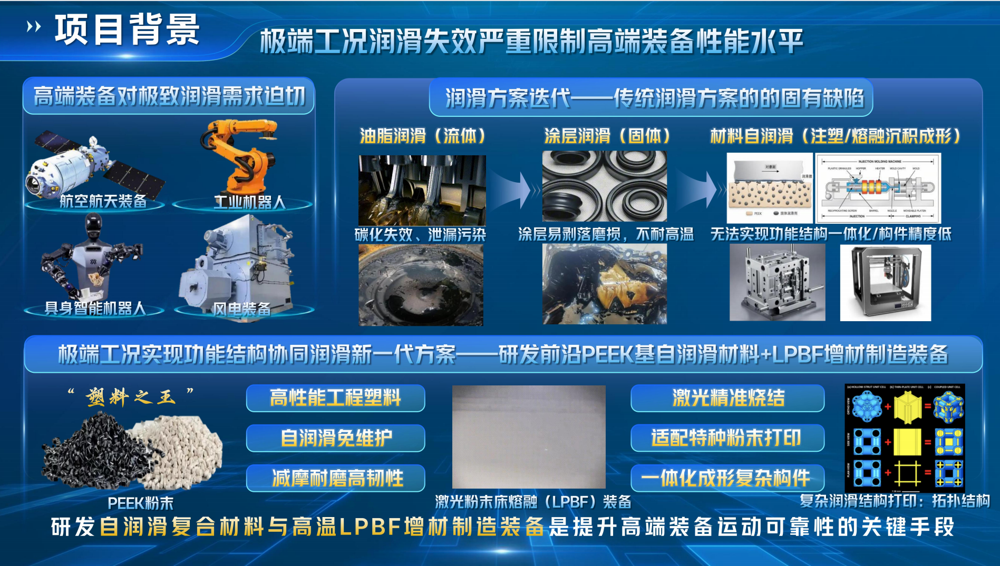 项目背景
极端工况润滑失效严重限制高端装备性能水平
高端装备对极致润滑需求迫切
航空航天装备
工业机器人
具身智能机器人
风电装备
润滑方案迭代——传统润滑方案的的固有缺陷
油脂润滑（流体）
涂层润滑（固体）
材料自润滑（注塑/熔融沉积成形）
对摩副
润滑膜
PEEK
固体润滑剂
INJECTION MOLDING MACHINE
PLASTIC GRANULES
HOPPER
HEATER
MOLD CAVITY
MOLD
RECIPROCATING SCREW
BARREL
NOZZLE
MOVEABLE PLATEN
INJECTION
CLAMPING
碳化失效、泄漏污染
涂层易剥落磨损，不耐高温
无法实现功能结构一体化/构件精度低
极端工况实现功能结构协同润滑新一代方案——研发前沿PEEK基自润滑材料+LPBF增材制造装备
“塑料之王”
PEEK粉末
高性能工程塑料
自润滑免维护
减摩耐磨高韧性
激光粉末床熔融（LPBF）装备
激光精准烧结
适配特种粉末打印
一体化成形复杂构件
(a) HOLLOW-STRUT UNIT CELL
(b) THIN-PLATE UNIT CELL
(c) COUPLED UNIT CELL
ORTHO VIEW
SIDE VIEW
PLAN VIEW
复杂润滑结构打印：拓扑结构
研发自润滑复合材料与高温LPBF增材制造装备是提升高端装备运动可靠性的关键手段